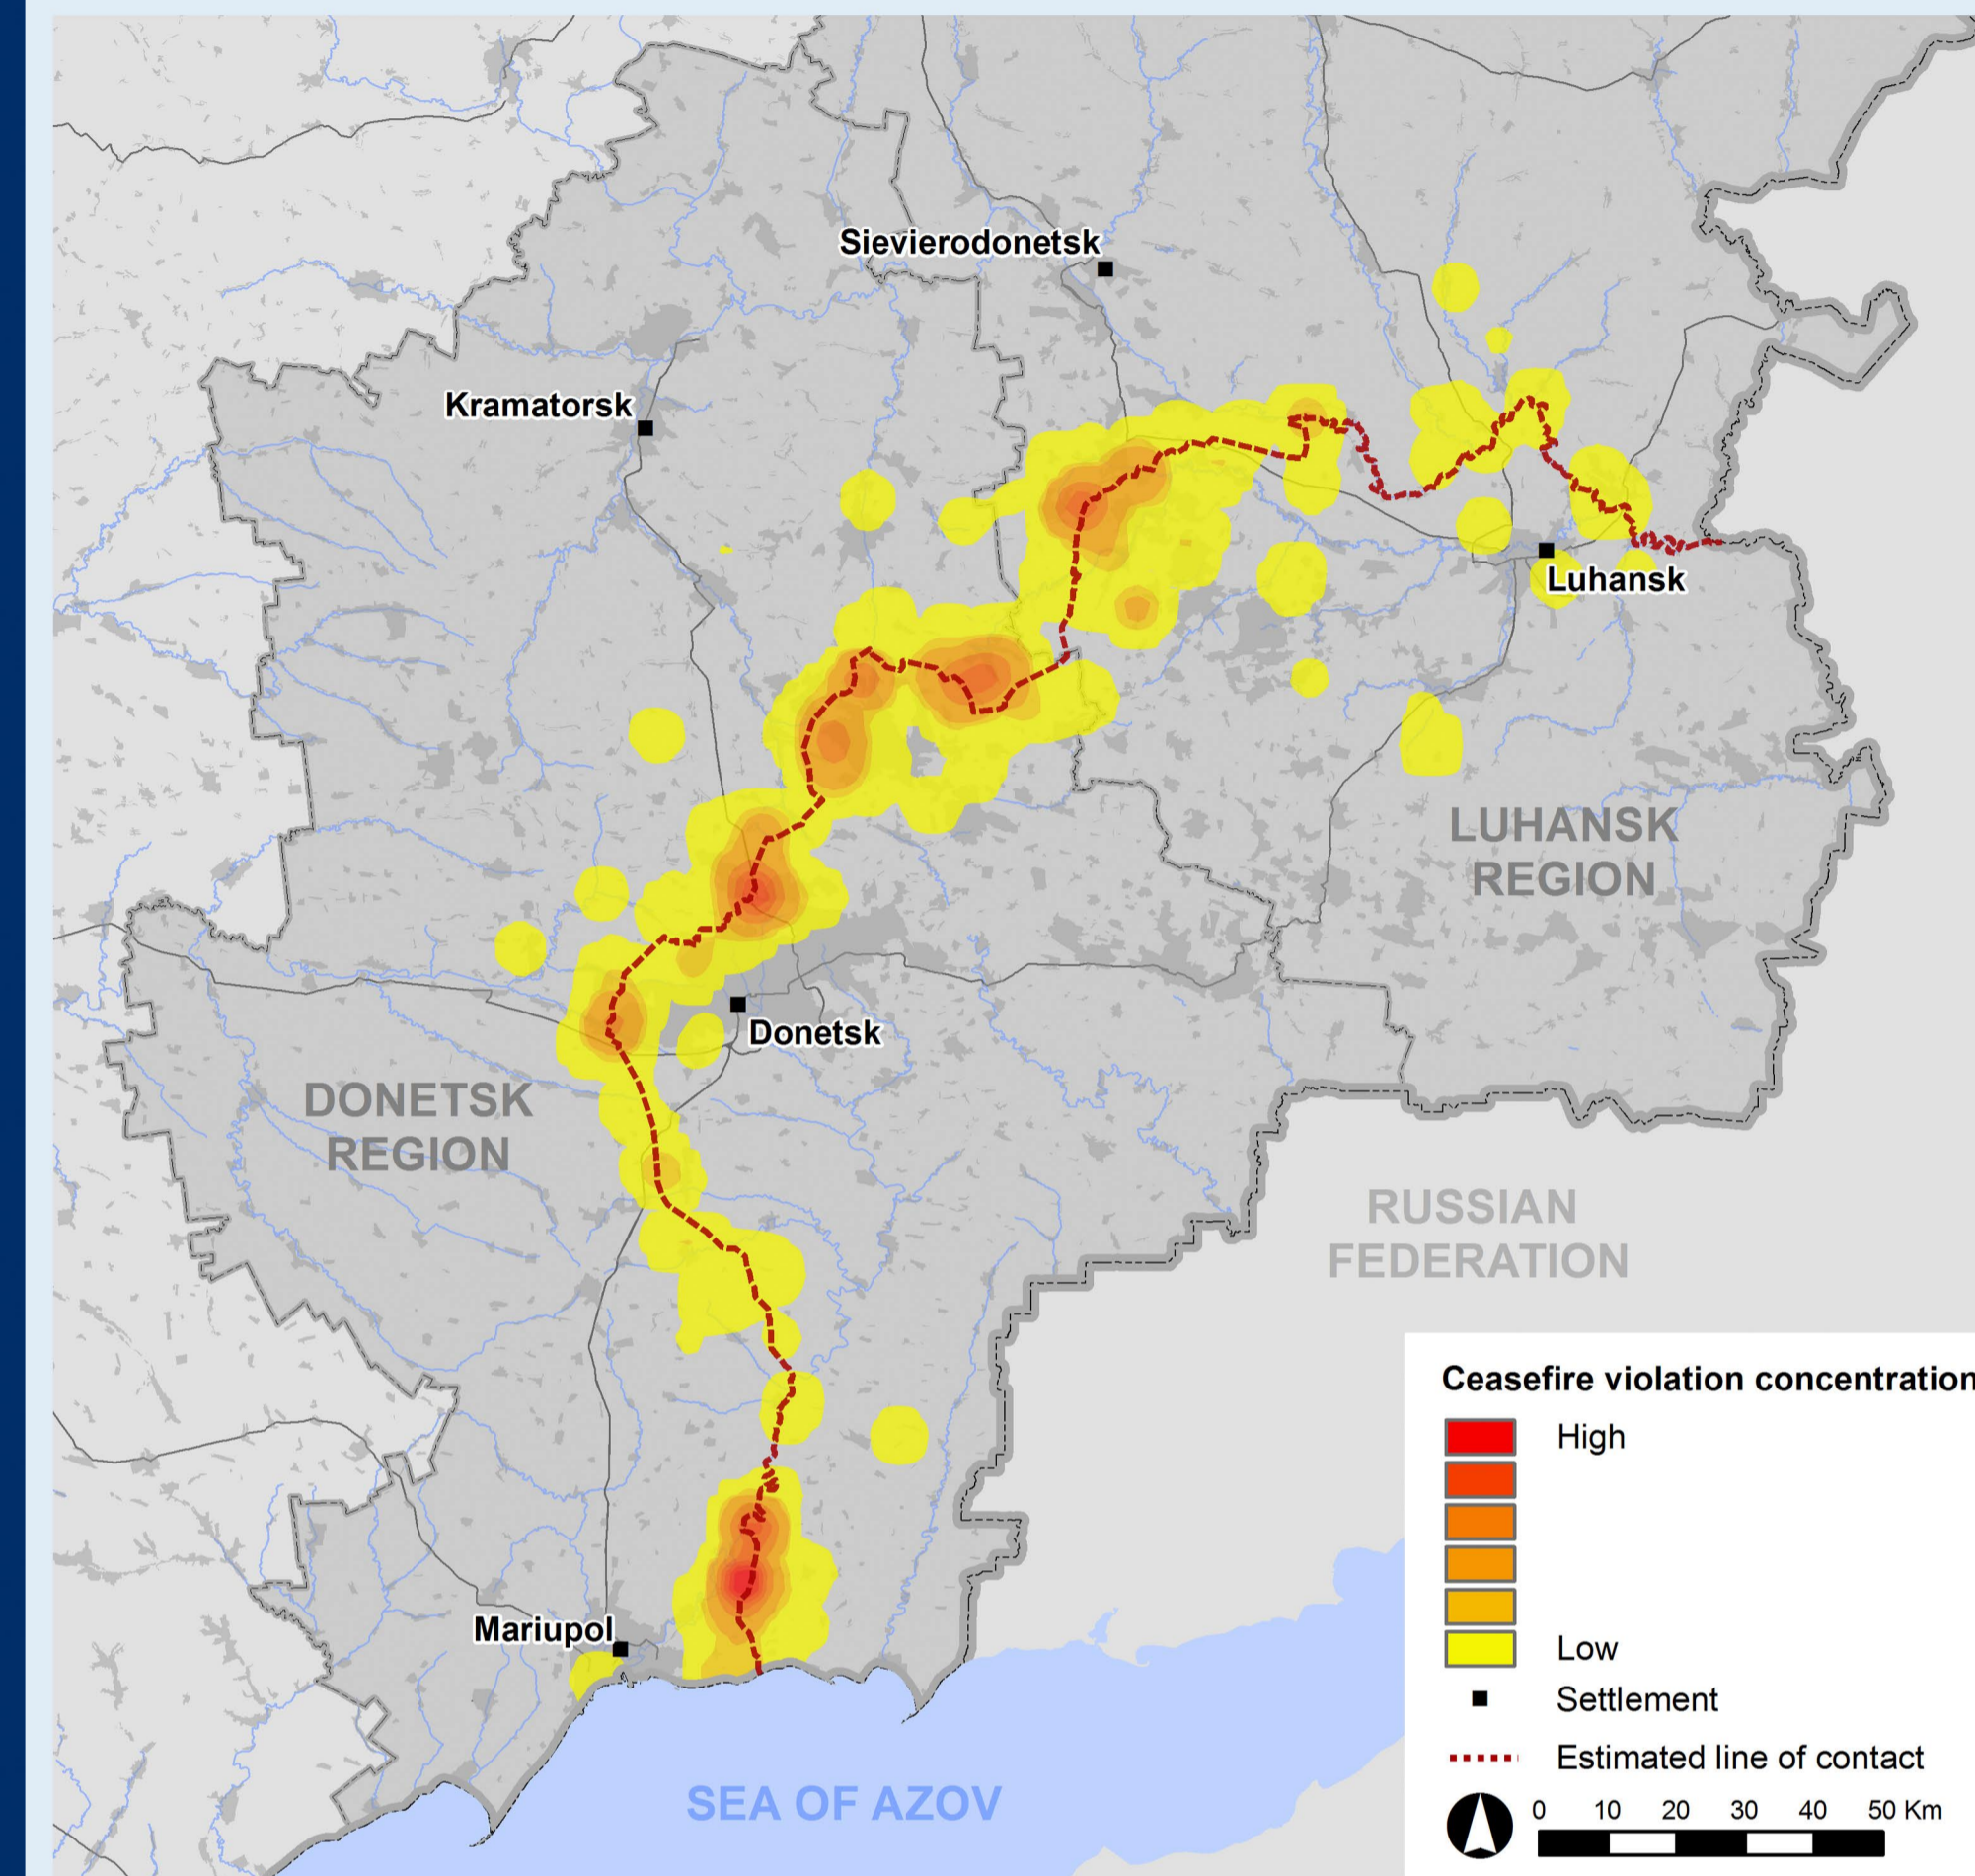 Sievierodonetsk
Kramatorsk
Luhansk
LUHANSK
REGION
Donetsk
DONETSK
REGION
RUSSIAN
FEDERATION
Mariupol
SEA OF AZOV
Ceasefire violation concentration
High
Low
Settlement
Estimated line of contact
0 10 20 30 40 50 Km